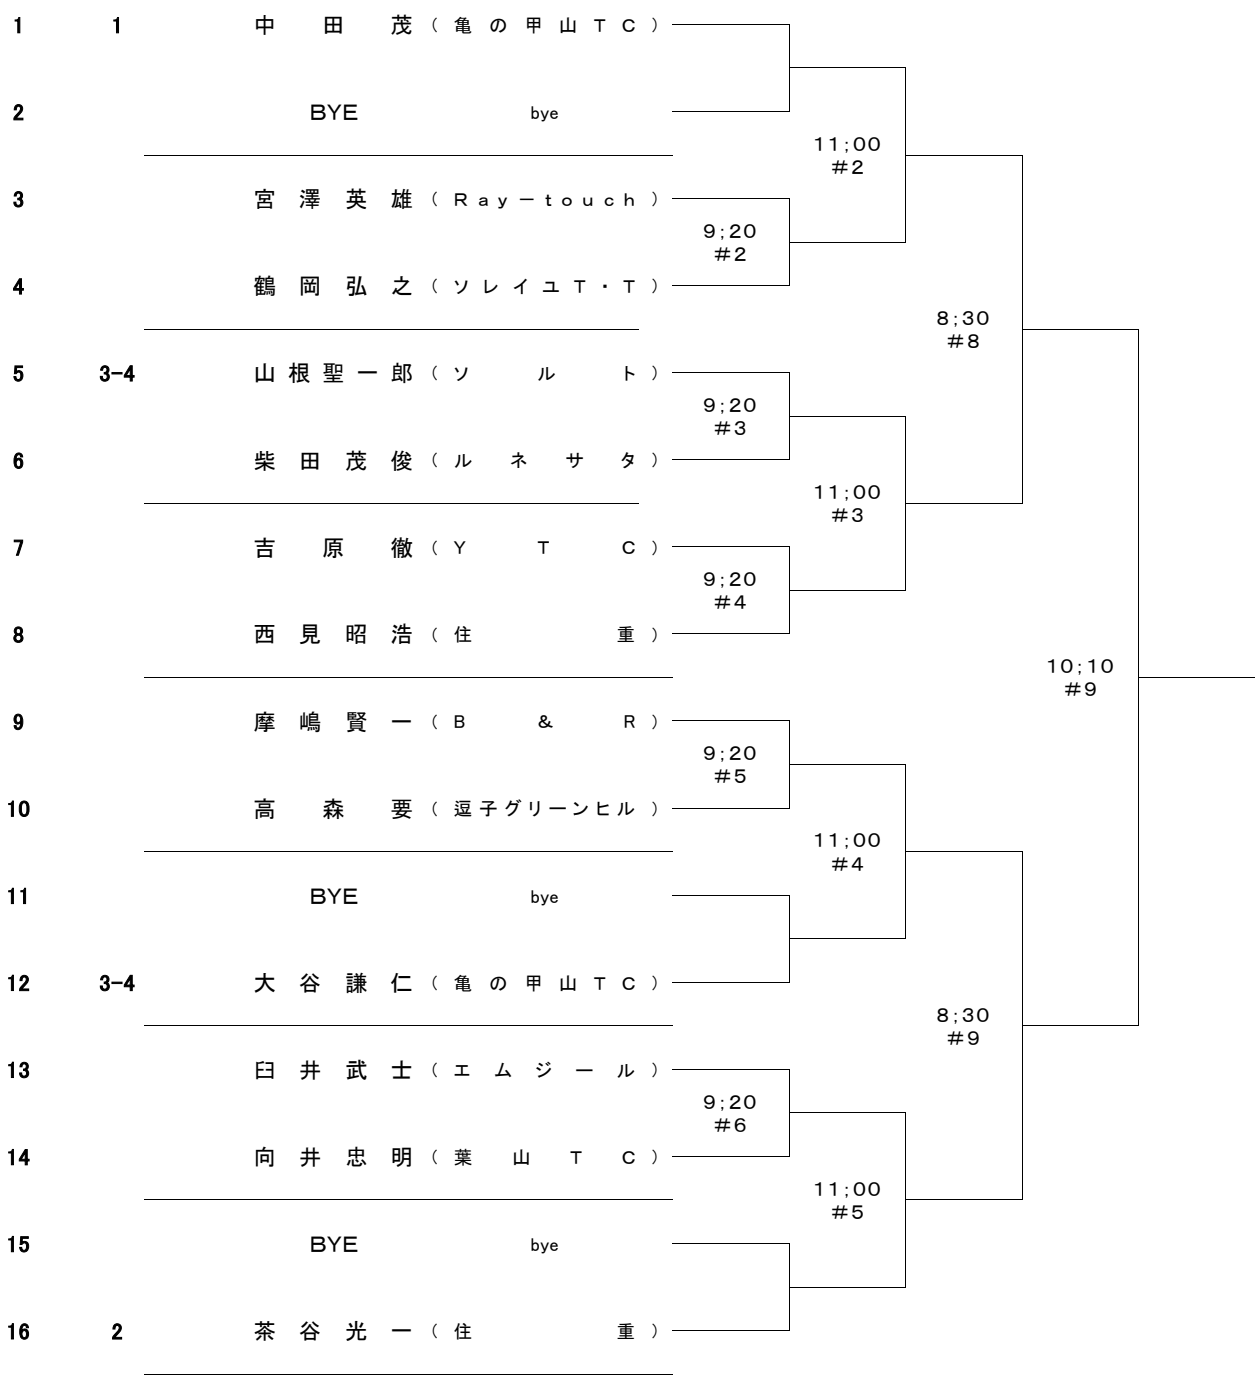 1 1 中田茂（亀の甲山TC）
2 BYE bye
11;00
#2
3 宮澤英雄（Ray－touch）
9;20
#2
4 鶴岡弘之（ソレイユT・T）
8;30
#8
5 3-4 山根聖一郎（ソルト）
9;20
#3
6 柴田茂俊（ルネサタ）
11;00
#3
7 吉原徹（YTC）
9;20
#4
8 西見昭浩（住重）
10;10
#9
9 摩嶋賢一（B&R）
9;20
#5
10 高森要（逗子グリーンヒル）
11;00
#4
11 BYE bye
12 3-4 大谷謙仁（亀の甲山TC）
8;30
#9
13 臼井武士（エムジール）
9;20
#6
14 向井忠明（葉山TC）
11;00
#5
15 BYE bye
16 2 茶谷光一（住重）